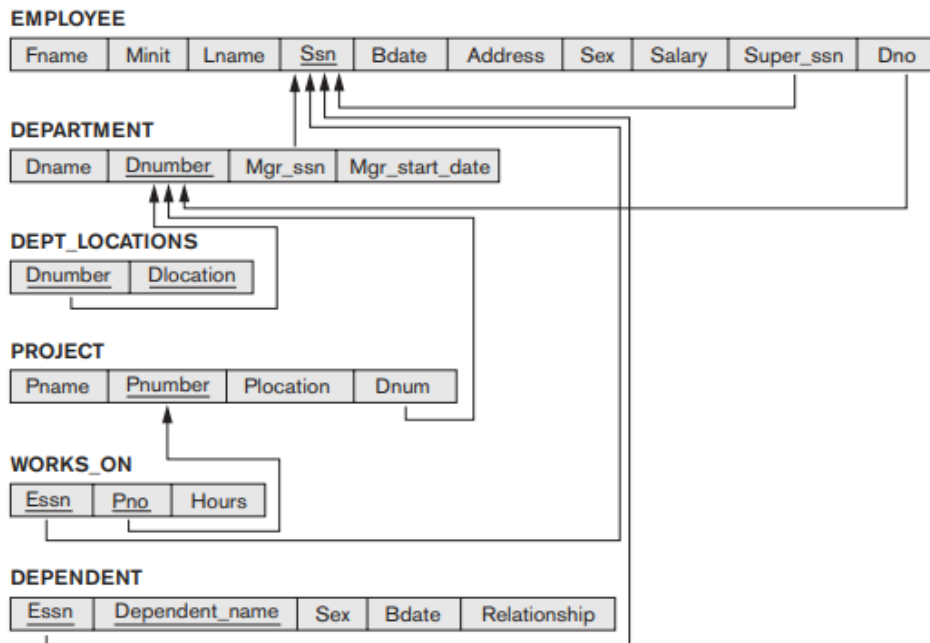 EMPLOYEE
Fname Minit Lname Ssn Bdate Address Sex Salary Super_ssn Dno
DEPARTMENT
Dname Dnumber Mgr_ssn Mgr_start_date
DEPT_LOCATIONS
Dnumber Dlocation
PROJECT
Pname Pnumber Plocation Dnum
WORKS_ON
Essn Pno Hours
DEPENDENT
Essn Dependent_name Sex Bdate Relationship